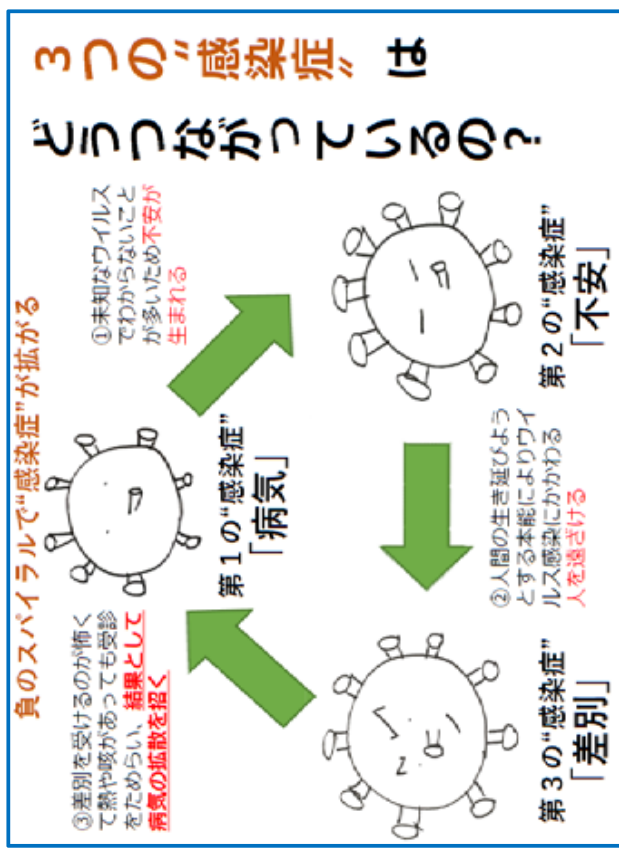 3つの“感染症” は
どうつながっているの?
負のスパイラルで“感染症”が拡がる
第1の“感染症”
「病気」
①未知なウイルス
でわからないこと
が多いため不安が
生まれる
第2の“感染症”
「不安」
②人間の生き延びよう
とする本能によりウイ
ルス感染にかかわる
人を遠ざける
第3の“感染症”
「差別」
③差別を受けるのが怖く
て熱や咳があっても受診
をためらい、結果として
病気の拡散を招く